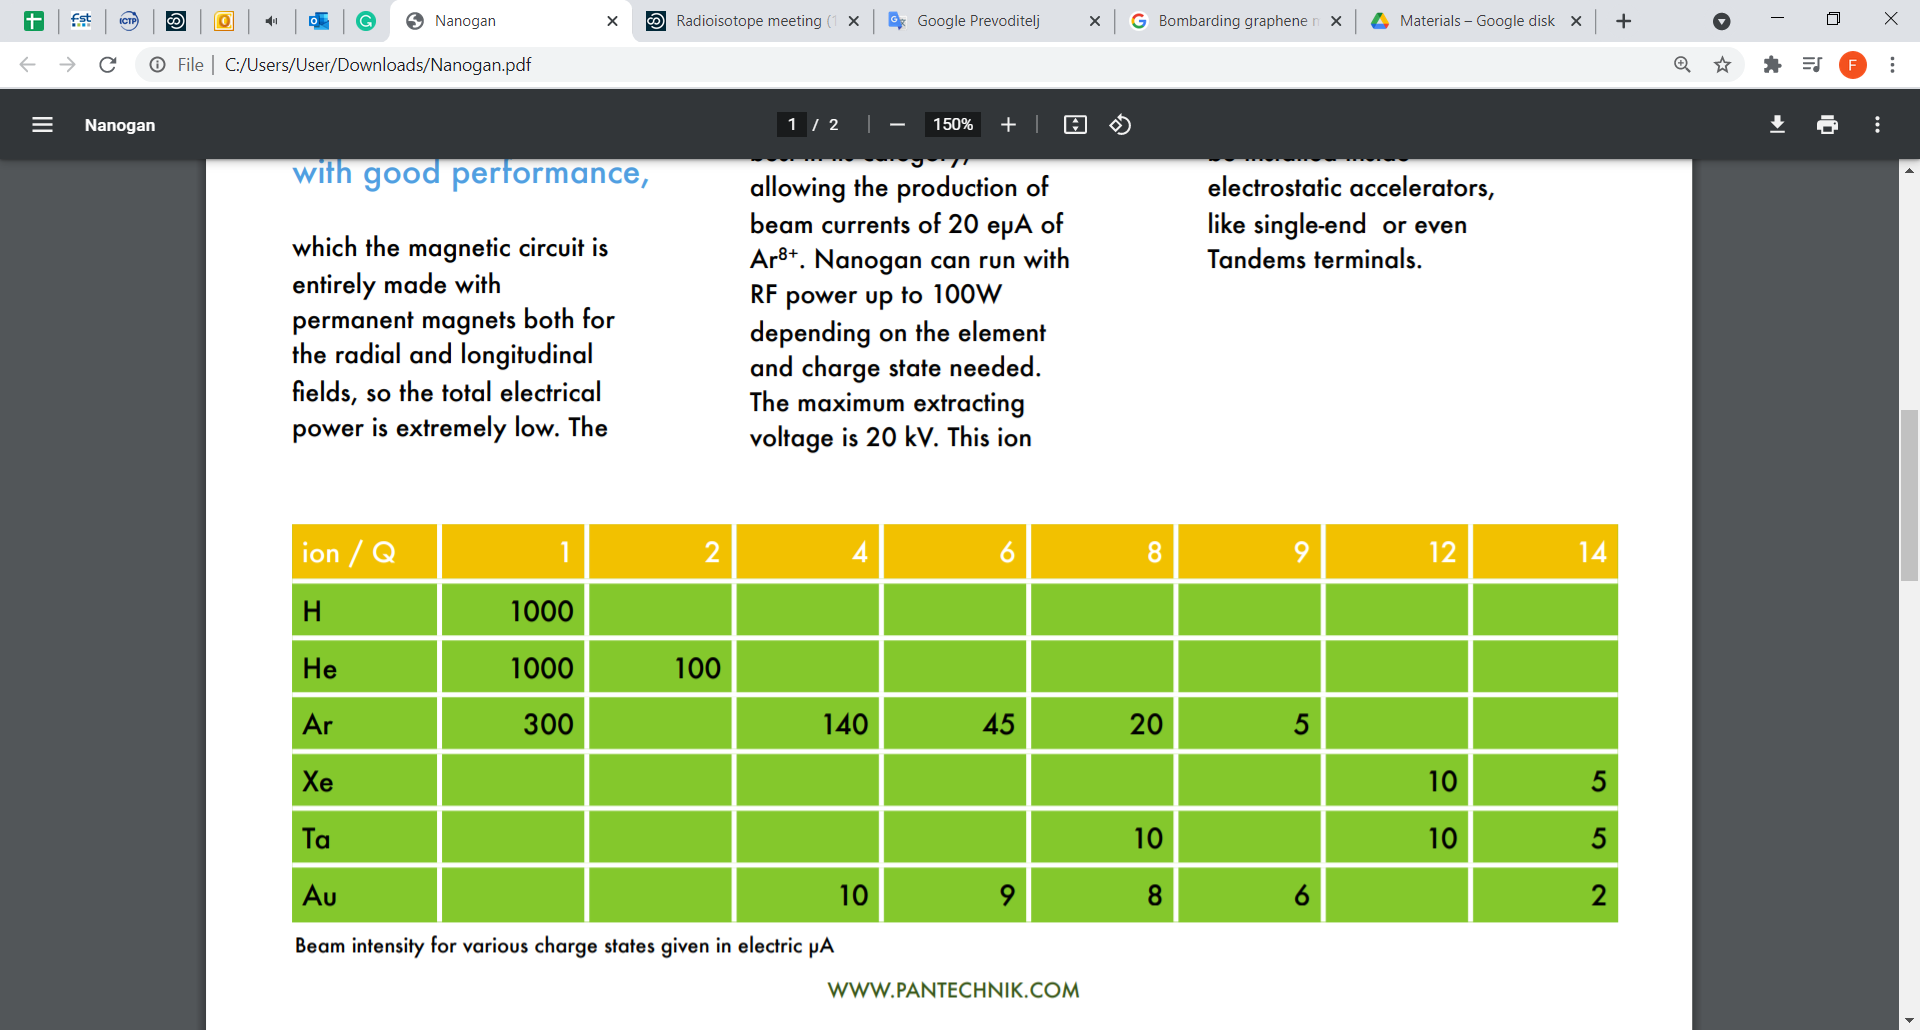 Nanogan
Radioisotope meeting (
Google Prevoditelj
Bombarding graphene
Materials – Google disk
File
C:/Users/User/Downloads/Nanogan.pdf
F
Nanogan
1 / 2
150%
with good performance,
which the magnetic circuit is
entirely made with
permanent magnets both for
the radial and longitudinal
fields, so the total electrical
power is extremely low. The
allowing the production of
beam currents of 20 eµA of
Ar⁸⁺. Nanogan can run with
RF power up to 100W
depending on the element
and charge state needed.
The maximum extracting
voltage is 20 kV. This ion
electrostatic accelerators,
like single-end or even
Tandems terminals.
ion / Q 1 2 4 6 8 9 12 14
H 1000
He 1000 100
Ar 300 140 45 20 5
Xe 10 5
Ta 10 10 5
Au 10 9 8 6 2
Beam intensity for various charge states given in electric µA
WWW.PANTECHNIK.COM